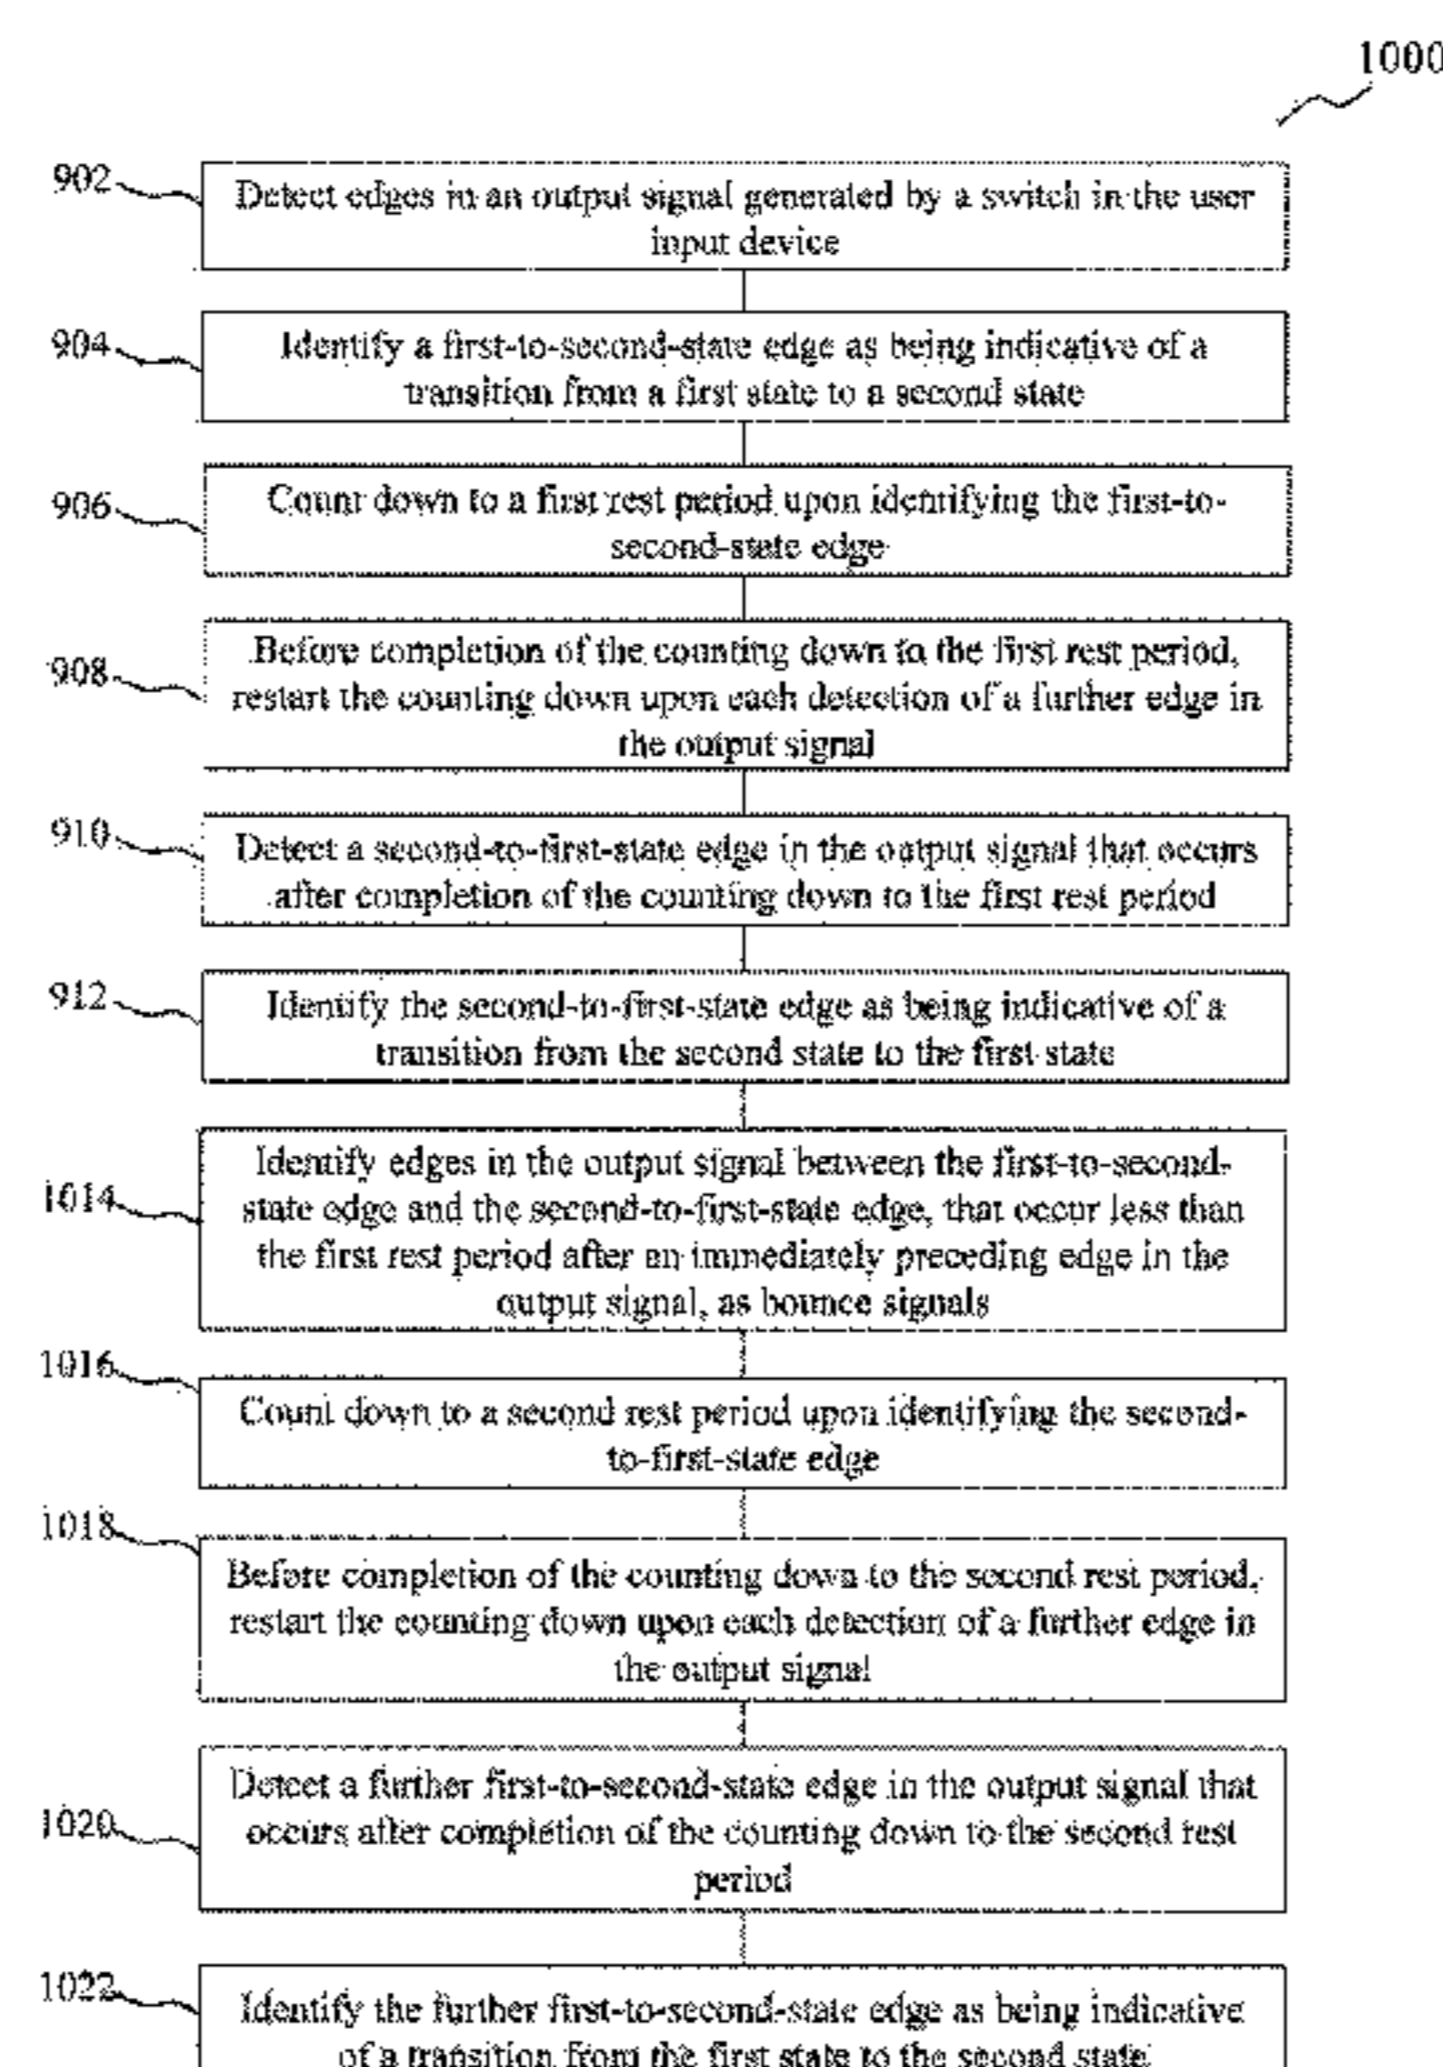 1000
902
Detect edges in an output signal generated by a switch in the user
input device
904
Identify a first-to-second-state edge as being indicative of a
transition from a first state to a second state
906
Count down to a first rest period upon identifying the first-to-
second-state edge
908
Before completion of the counting down to the first rest period,
restart the counting down upon each detection of a further edge in
the output signal
910
Detect a second-to-first-state edge in the output signal that occurs
after completion of the counting down to the first rest period
912
Identify the second-to-first-state edge as being indicative of a
transition from the second state to the first state
1014
Identify edges in the output signal between the first-to-second-
state edge and the second-to-first-state edge, that occur less than
the first rest period after an immediately preceding edge in the
output signal, as bounce signals
1016
Count down to a second rest period upon identifying the second-
to-first-state edge
1018
Before completion of the counting down to the second rest period,
restart the counting down upon each detection of a further edge in
the output signal
1020
Detect a further first-to-second-state edge in the output signal that
occurs after completion of the counting down to the second rest
period
1022
Identify the further first-to-second-state edge as being indicative
of a transition from the first state to the second state